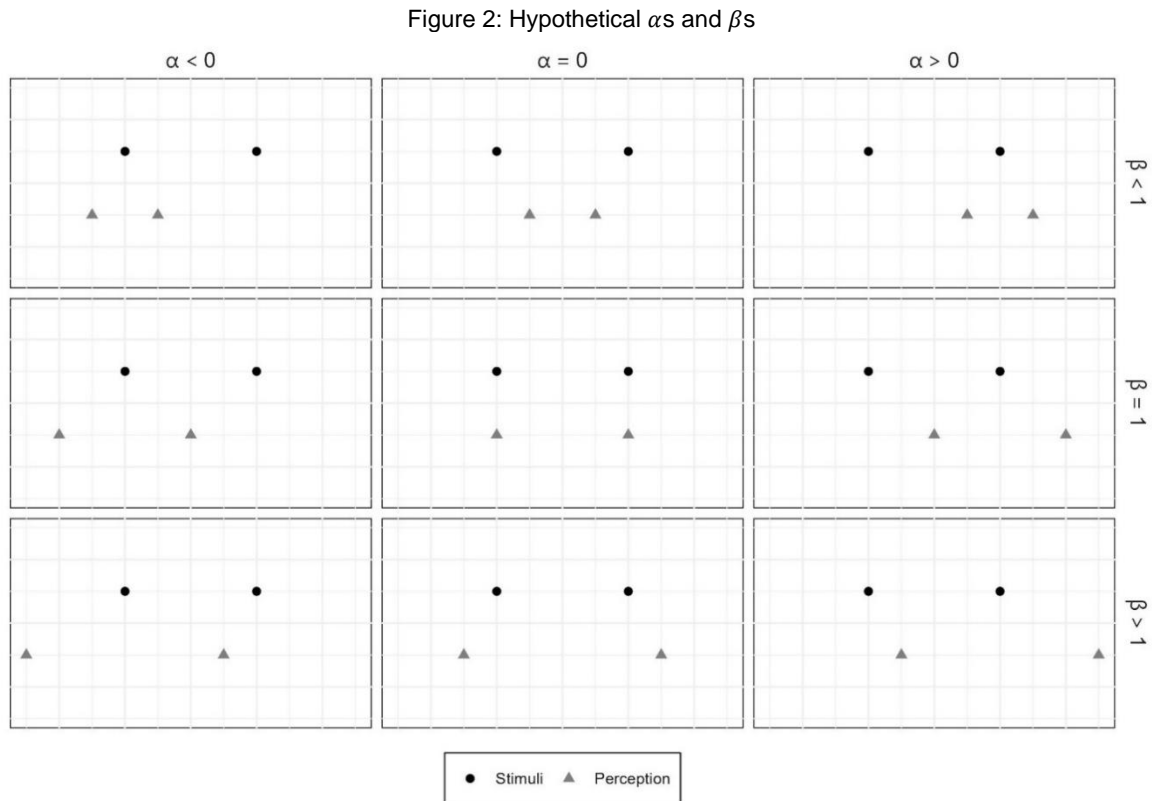 Figure 2: Hypothetical 𝛼s and 𝛽s
α < 0
α = 0
α > 0
β < 1
β = 1
β > 1
Stimuli
Perception